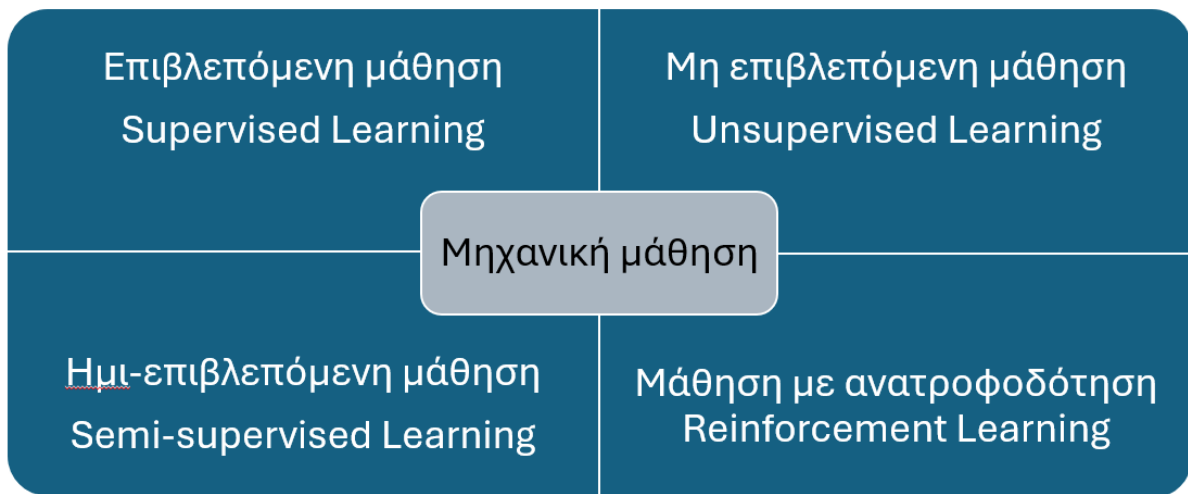 Επιβλεπόμενη μάθηση
Supervised Learning
Μη επιβλεπόμενη μάθηση
Unsupervised Learning
Μηχανική μάθηση
Ημι-επιβλεπόμενη μάθηση
Semi-supervised Learning
Μάθηση με ανατροφοδότηση
Reinforcement Learning